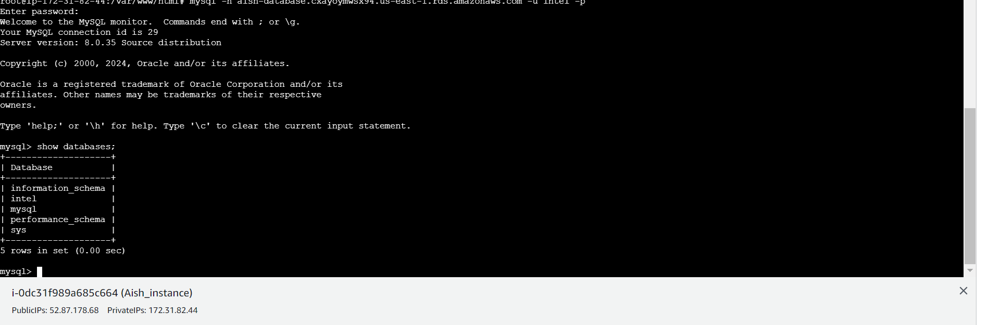 root@ip-172-31-82-44:/var/www/html# mysql -h aish-database.cxayoymwsx94.us-east-1.rds.amazonaws.com -u intel -p
Enter password:
Welcome to the MySQL monitor.  Commands end with ; or \g.
Your MySQL connection id is 29
Server version: 8.0.35 Source distribution

Copyright (c) 2000, 2024, Oracle and/or its affiliates.

Oracle is a registered trademark of Oracle Corporation and/or its
affiliates. Other names may be trademarks of their respective
owners.

Type 'help;' or '\h' for help. Type '\c' to clear the current input statement.

mysql> show databases;
+--------------------+
| Database           |
+--------------------+
| information_schema |
| intel              |
| mysql              |
| performance_schema |
| sys                |
+--------------------+
5 rows in set (0.00 sec)

mysql>
i-0dc31f989a685c664 (Aish_instance)
PublicIPs: 52.87.178.68    PrivateIPs: 172.31.82.44